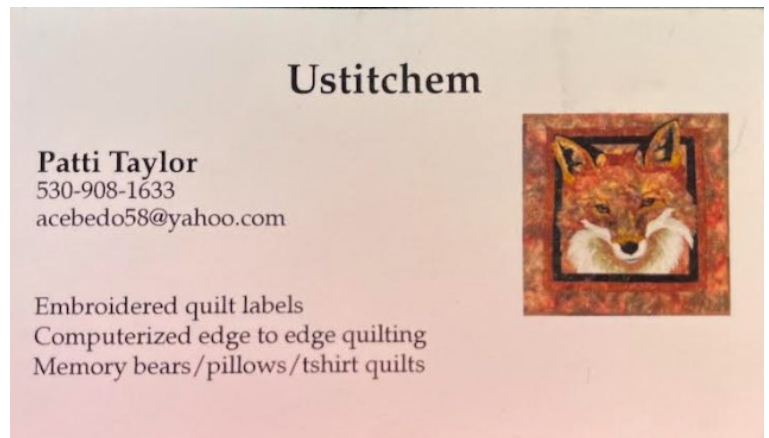 Ustitchem
Patti Taylor
530-908-1633
acebedo58@yahoo.com
Embroidered quilt labels
Computerized edge to edge quilting
Memory bears/pillows/tshirt quilts